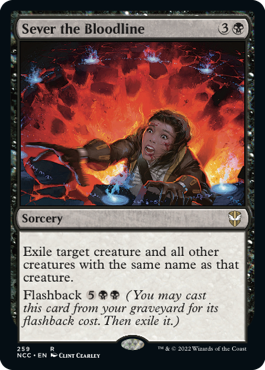 Sever the Bloodline 3
Sorcery
Exile target creature and all other
creatures with the same name as that
creature.
Flashback 5 (You may cast
this card from your graveyard for its
flashback cost. Then exile it.)
259 R
NCC • EN CLINT CEARLEY
™ & © 2022 Wizards of the Coast